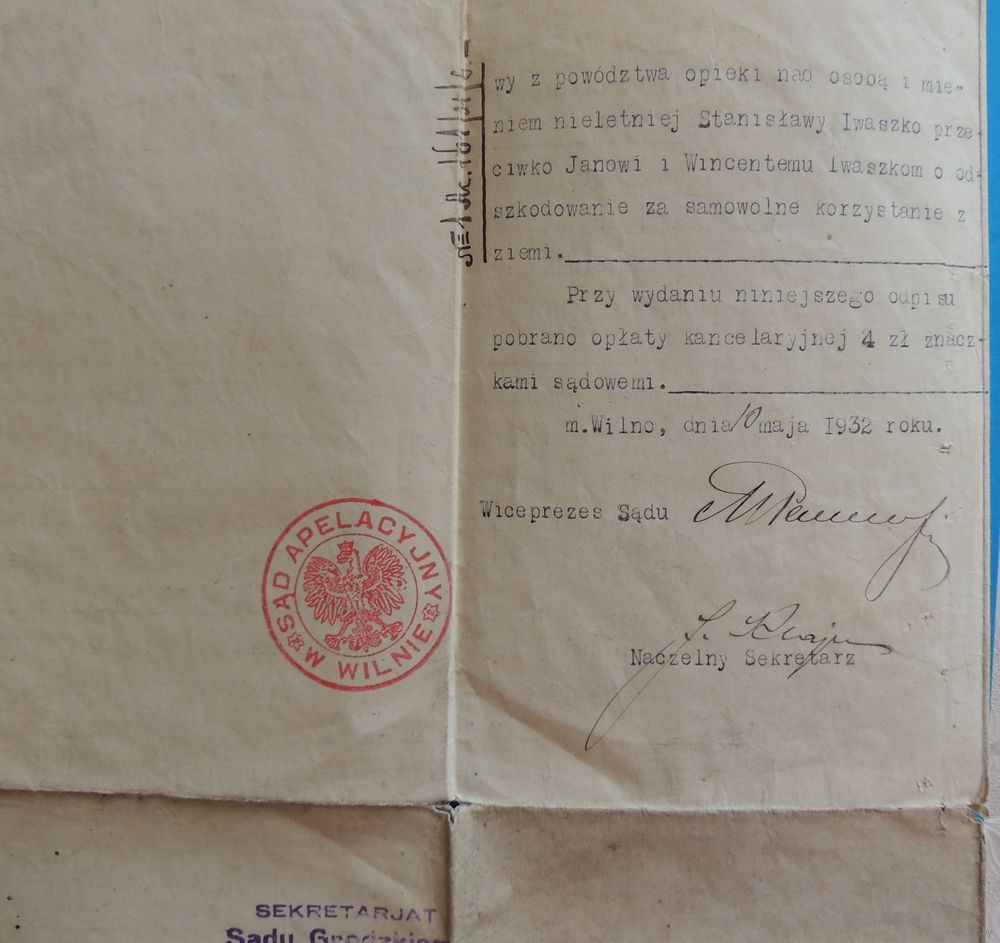 wy z powództwa opieki nad osobą i mie-
niem nieletniej Stanisławy Iwaszko prze-
ciwko Janowi i Wincentemu Iwaszkom o od-
szkodowanie za samowolne korzystanie z
ziemi.
Przy wydaniu niniejszego odpisu
pobrano opłaty kancelaryjnej 4 zł znacz-
kami sądowemi.
m.Wilno, dnia 10 maja 1932 roku.
Wiceprezes Sądu
Naczelny Sekretarz
SĄD APELACYJNY
W WILNIE
SEKRETARJAT
Sądu